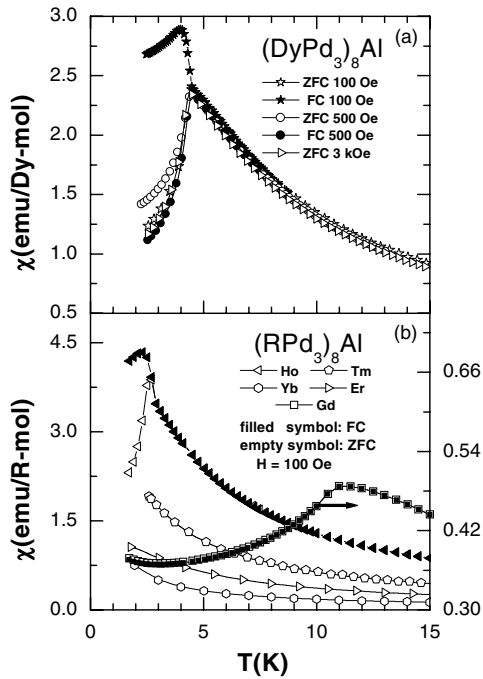 (DyPd3)8Al
(a)
ZFC 100 Oe
FC 100 Oe
ZFC 500 Oe
FC 500 Oe
ZFC 3 kOe
3.0
2.5
2.0
1.5
1.0
0.5
χ(emu/Dy-mol)
(b)
(RPd3)8Al
Ho Tm
Yb Er
Gd
filled symbol: FC
empty symbol: ZFC
H = 100 Oe
4.5
3.0
1.5
0.0
χ(emu/R-mol)
0.66
0.54
0.42
0.30
0 5 10 15
T(K)